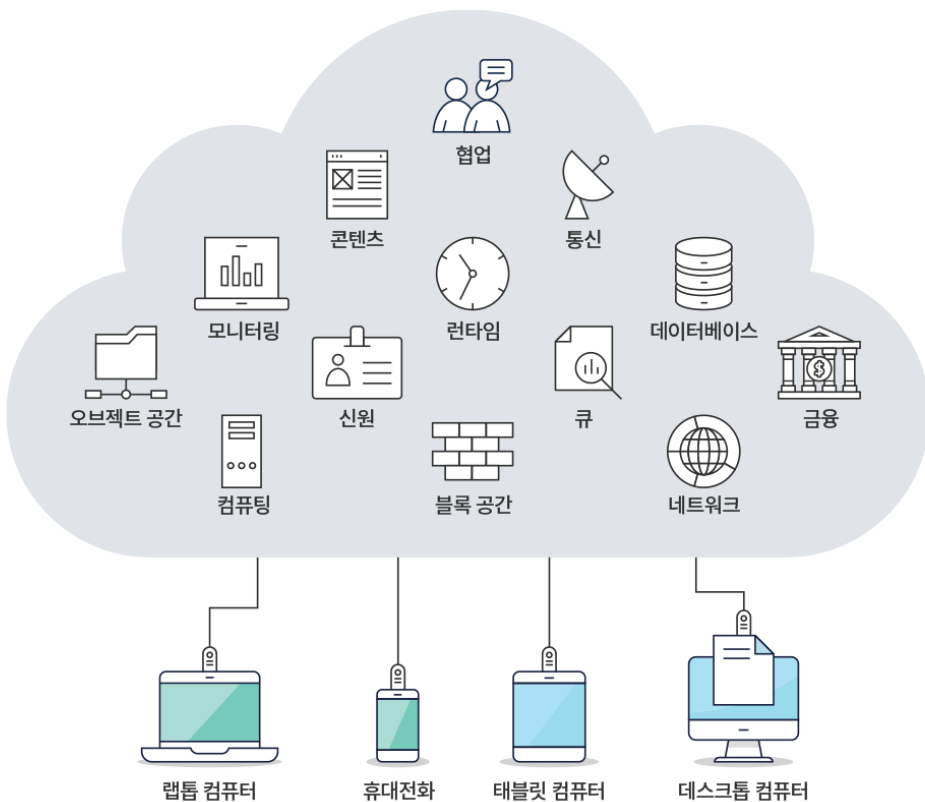 협업
콘텐츠
통신
모니터링
런타임
데이터베이스
오브젝트 공간
신원
큐
금융
컴퓨팅
블록 공간
네트워크
랩톱 컴퓨터
휴대전화
태블릿 컴퓨터
데스크톱 컴퓨터